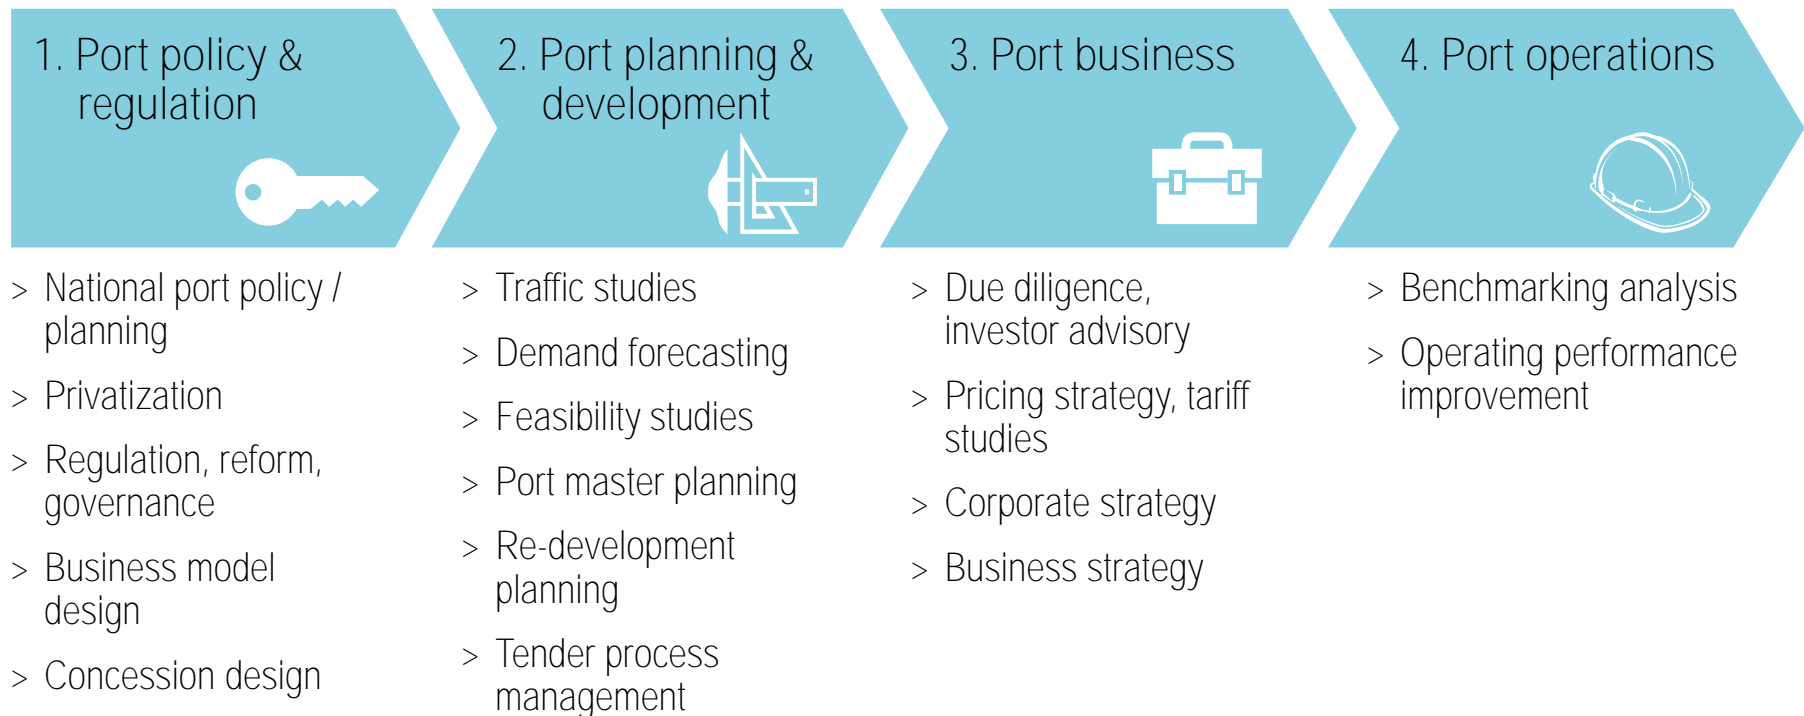 1. Port policy &
regulation
2. Port planning &
development
3. Port business
4. Port operations
> National port policy /
planning
> Privatization
> Regulation, reform,
governance
> Business model
design
> Concession design
> Traffic studies
> Demand forecasting
> Feasibility studies
> Port master planning
> Re-development
planning
> Tender process
management
> Due diligence,
investor advisory
> Pricing strategy, tariff
studies
> Corporate strategy
> Business strategy
> Benchmarking analysis
> Operating performance
improvement